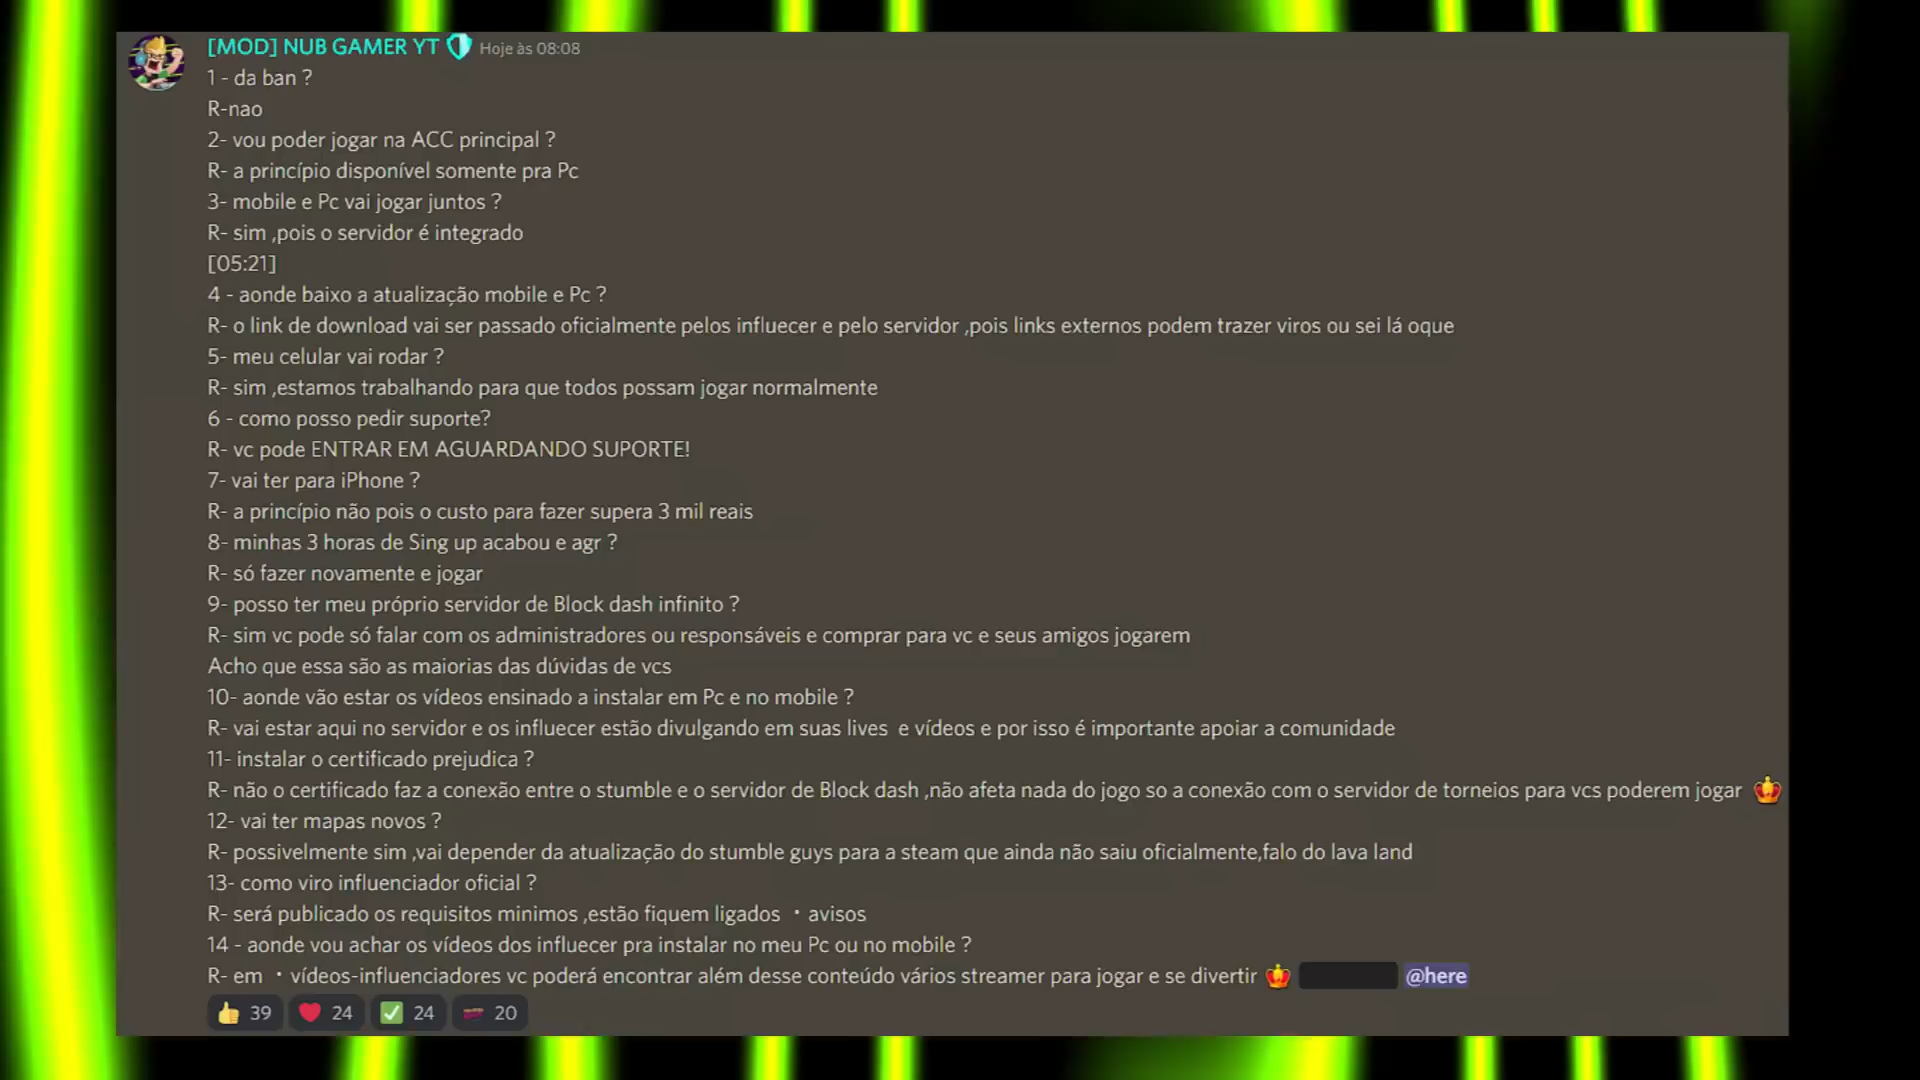 [MOD] NUB GAMER YT Hoje às 08:08
1 - da ban ?
R-nao
2- vou poder jogar na ACC principal ?
R- a princípio disponível somente pra Pc
3- mobile e Pc vai jogar juntos ?
R- sim ,pois o servidor é integrado
[05:21]
4 - aonde baixo a atualização mobile e Pc ?
R- o link de download vai ser passado oficialmente pelos influecer e pelo servidor ,pois links externos podem trazer viros ou sei lá oque
5- meu celular vai rodar ?
R- sim ,estamos trabalhando para que todos possam jogar normalmente
6 - como posso pedir suporte?
R- vc pode ENTRAR EM AGUARDANDO SUPORTE!
7- vai ter para iPhone ?
R- a princípio não pois o custo para fazer supera 3 mil reais
8- minhas 3 horas de Sing up acabou e agr ?
R- só fazer novamente e jogar
9- posso ter meu próprio servidor de Block dash infinito ?
R- sim vc pode só falar com os administradores ou responsáveis e comprar para vc e seus amigos jogarem
Acho que essa são as maiorias das dúvidas de vcs
10- aonde vão estar os vídeos ensinado a instalar em Pc e no mobile ?
R- vai estar aqui no servidor e os influecer estão divulgando em suas lives  e vídeos e por isso é importante apoiar a comunidade
11- instalar o certificado prejudica ?
R- não o certificado faz a conexão entre o stumble e o servidor de Block dash ,não afeta nada do jogo so a conexão com o servidor de torneios para vcs poderem jogar
12- vai ter mapas novos ?
R- possivelmente sim ,vai depender da atualização do stumble guys para a steam que ainda não saiu oficialmente,falo do lava land
13- como viro influenciador oficial ?
R- será publicado os requisitos minimos ,estão fiquem ligados ・avisos
14 - aonde vou achar os vídeos dos influecer pra instalar no meu Pc ou no mobile ?
R- em ・vídeos-influenciadores vc poderá encontrar além desse conteúdo vários streamer para jogar e se divertir @here
39 24 24 20